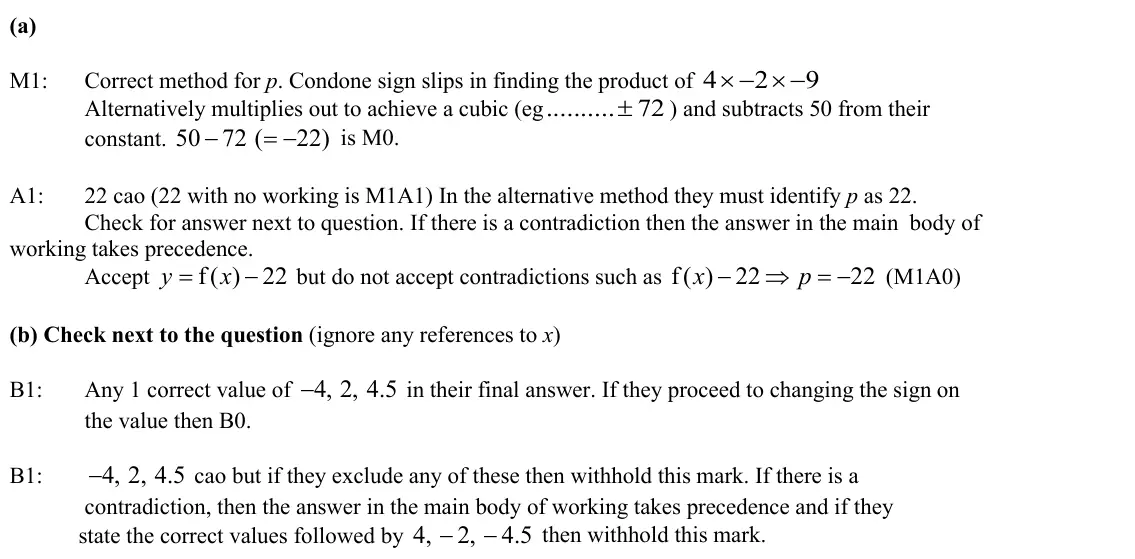 (a)
M1: Correct method for p. Condone sign slips in finding the product of 4×−2×−9
Alternatively multiplies out to achieve a cubic (eg..........± 72 ) and subtracts 50 from their
constant. 50−72 (= −22) is M0.
A1: 22 cao (22 with no working is M1A1) In the alternative method they must identify p as 22.
Check for answer next to question. If there is a contradiction then the answer in the main body of
working takes precedence.
Accept y = f(x)−22 but do not accept contradictions such as f(x)−22 ⇒ p = −22 (M1A0)
(b) Check next to the question (ignore any references to x)
B1: Any 1 correct value of −4, 2, 4.5 in their final answer. If they proceed to changing the sign on
the value then B0.
B1: −4, 2, 4.5 cao but if they exclude any of these then withhold this mark. If there is a
contradiction, then the answer in the main body of working takes precedence and if they
state the correct values followed by 4, −2, −4.5 then withhold this mark.